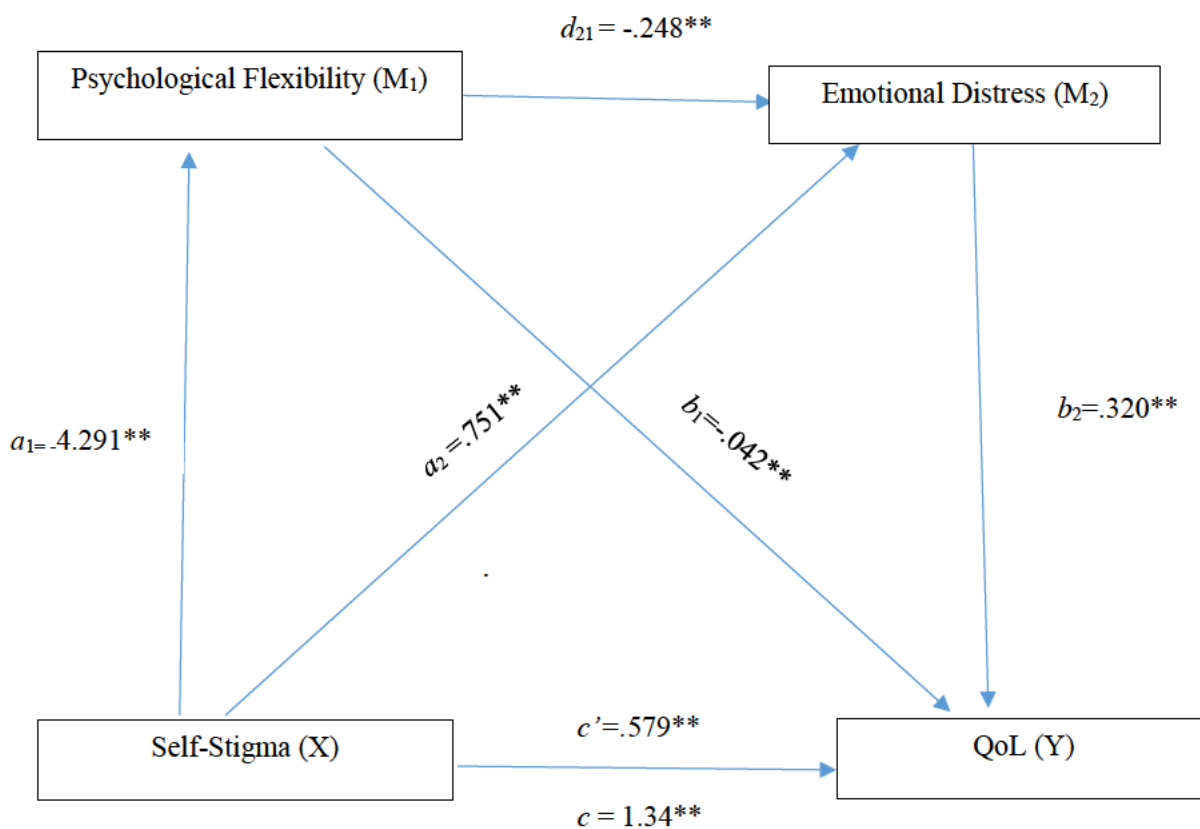 d21 = -.248**
Psychological Flexibility (M1)
Emotional Distress (M2)
a1= -4.291**
a2 =.751**
b1=-.042**
b2=.320**
Self-Stigma (X)
c’=.579**
QoL (Y)
c = 1.34**